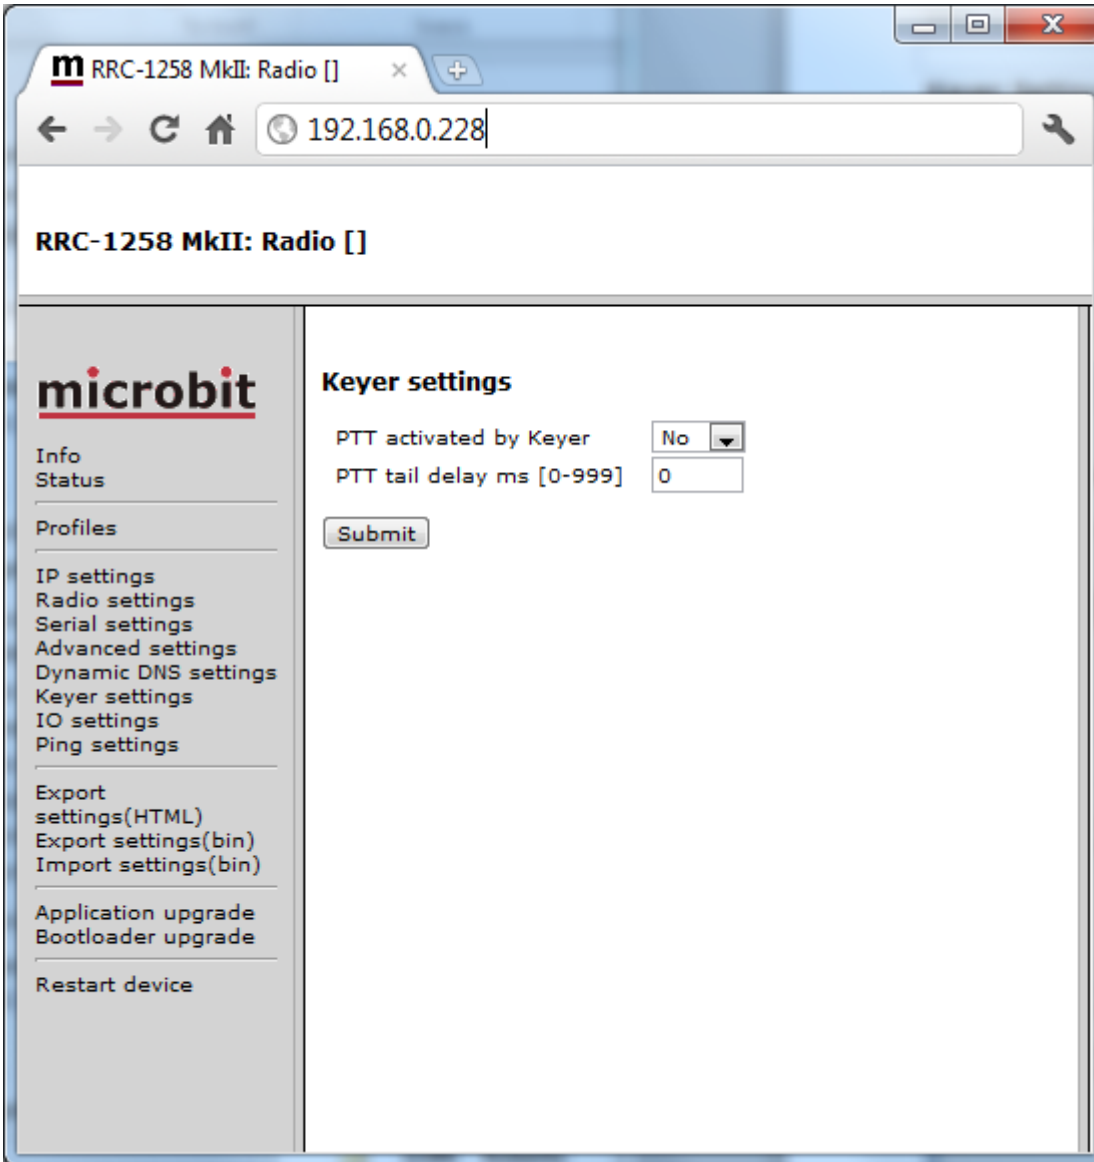 m RRC-1258 MkII: Radio []
192.168.0.228
RRC-1258 MkII: Radio []
microbit
Info
Status
Profiles
IP settings
Radio settings
Serial settings
Advanced settings
Dynamic DNS settings
Keyer settings
IO settings
Ping settings
Export
settings(HTML)
Export settings(bin)
Import settings(bin)
Application upgrade
Bootloader upgrade
Restart device
Keyer settings
PTT activated by Keyer No
PTT tail delay ms [0-999] 0
Submit